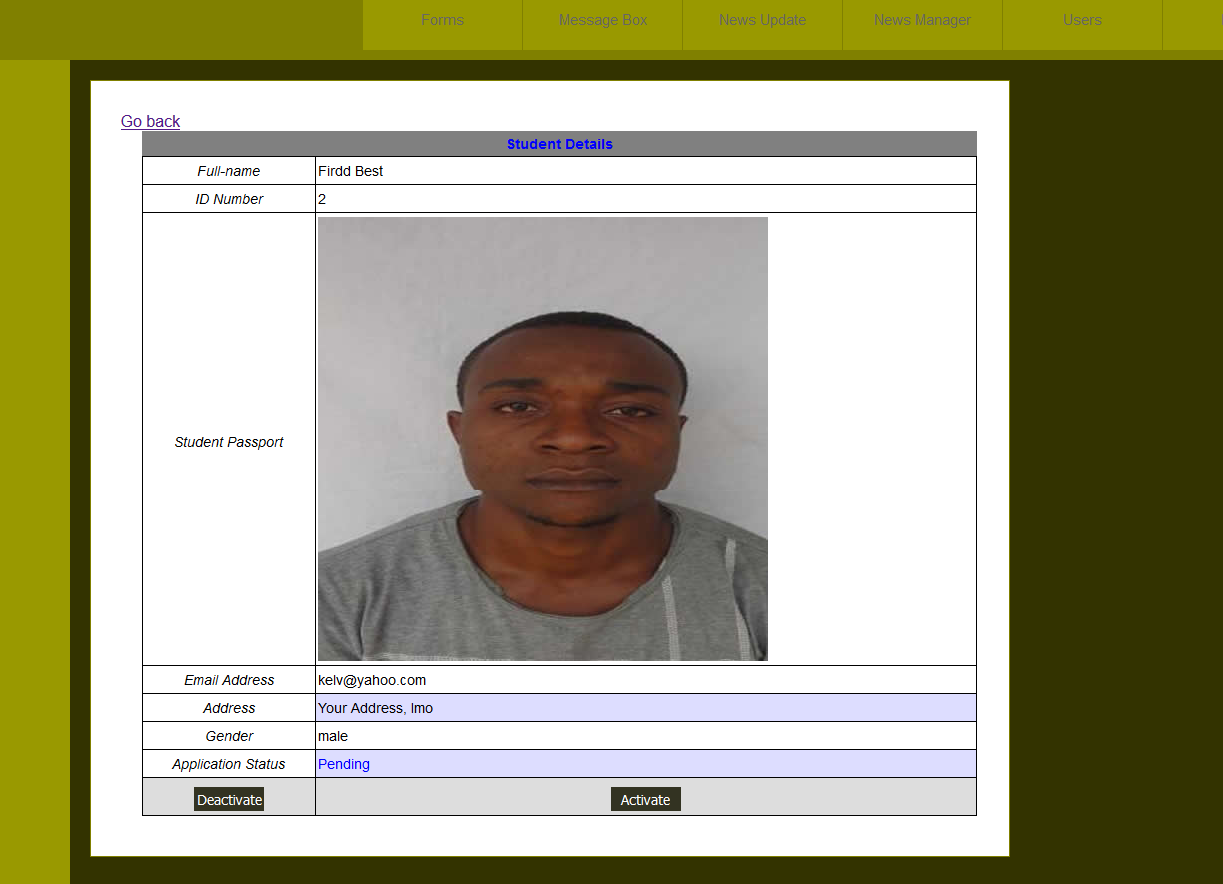 Forms Message Box News Update News Manager Users
Go back
Student Details
Full-name Firdd Best
ID Number 2
Student Passport
Email Address kelv@yahoo.com
Address Your Address, Imo
Gender male
Application Status Pending
Deactivate Activate